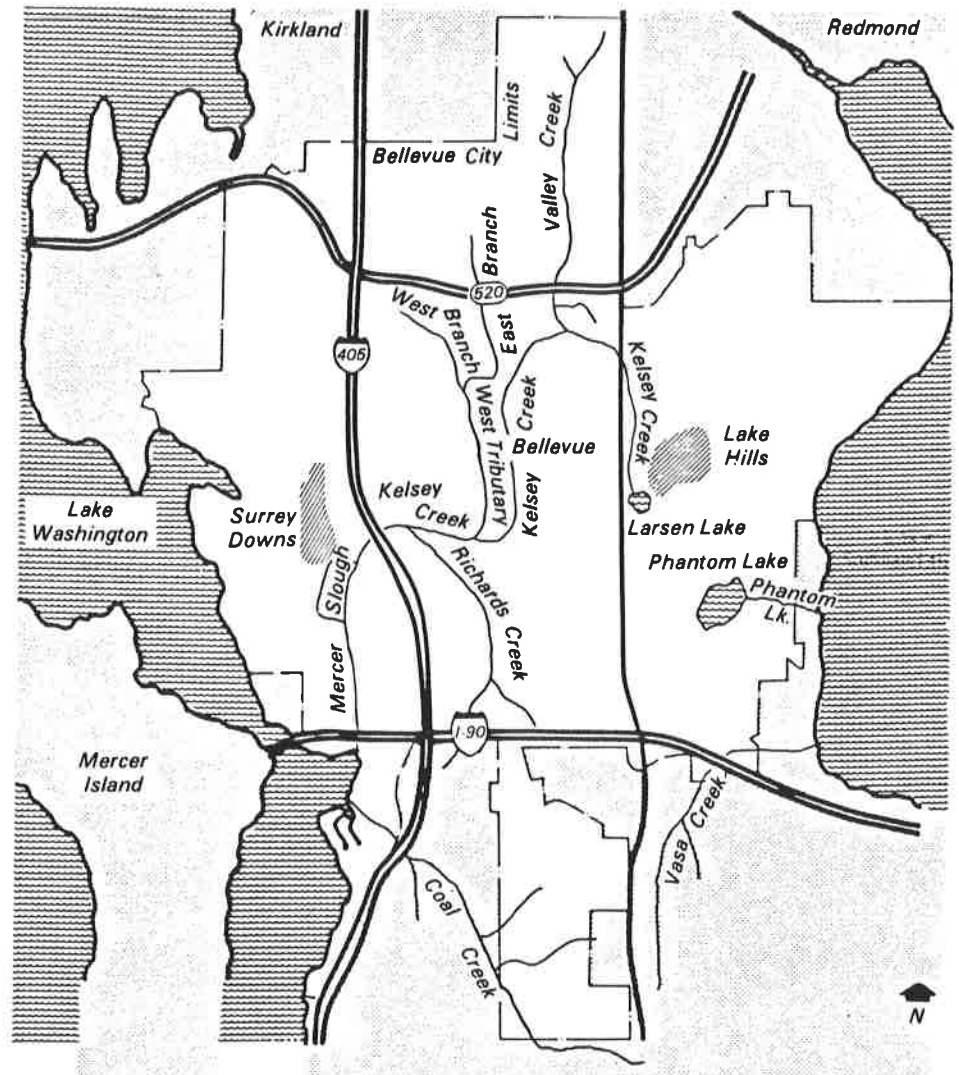 Kirkland
Redmond
Bellevue City Limits
Valley Creek
East Branch
520
West Branch
405
West Tributary
Kelsey Creek
Kelsey Creek
Bellevue
Lake
Hills
Lake
Washington
Surrey
Downs
Kelsey
Creek
Larsen Lake
Phantom Lake
Phantom
Lk.
Mercer Slough
Richards Creek
I-90
Mercer
Island
Vasa Creek
Coal
Creek
N